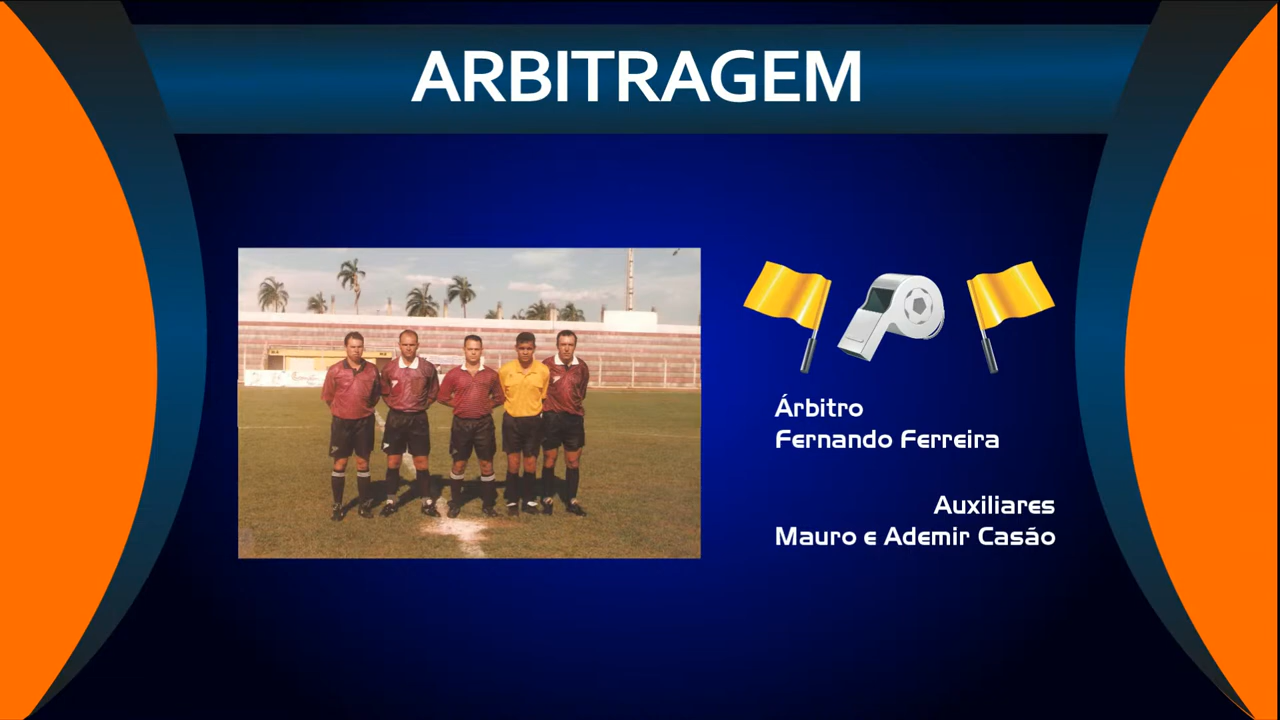 ARBITRAGEM
Árbitro
Fernando Ferreira
Auxiliares
Mauro e Ademir Casão